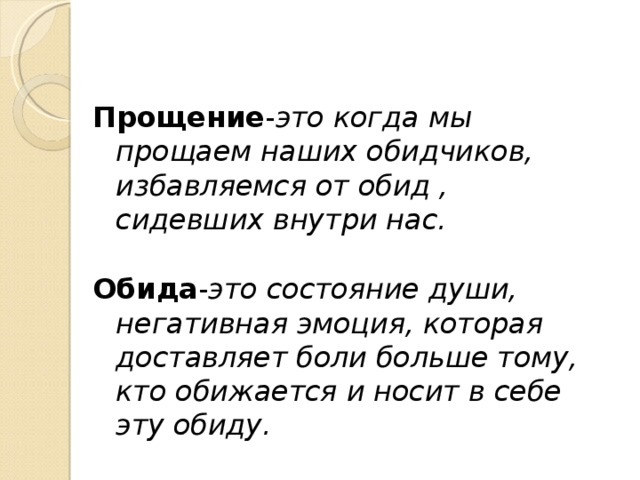 Прощение-это когда мы
прощаем наших обидчиков,
избавляемся от обид ,
сидевших внутри нас.
Обида-это состояние души,
негативная эмоция, которая
доставляет боли больше тому,
кто обижается и носит в себе
эту обиду.